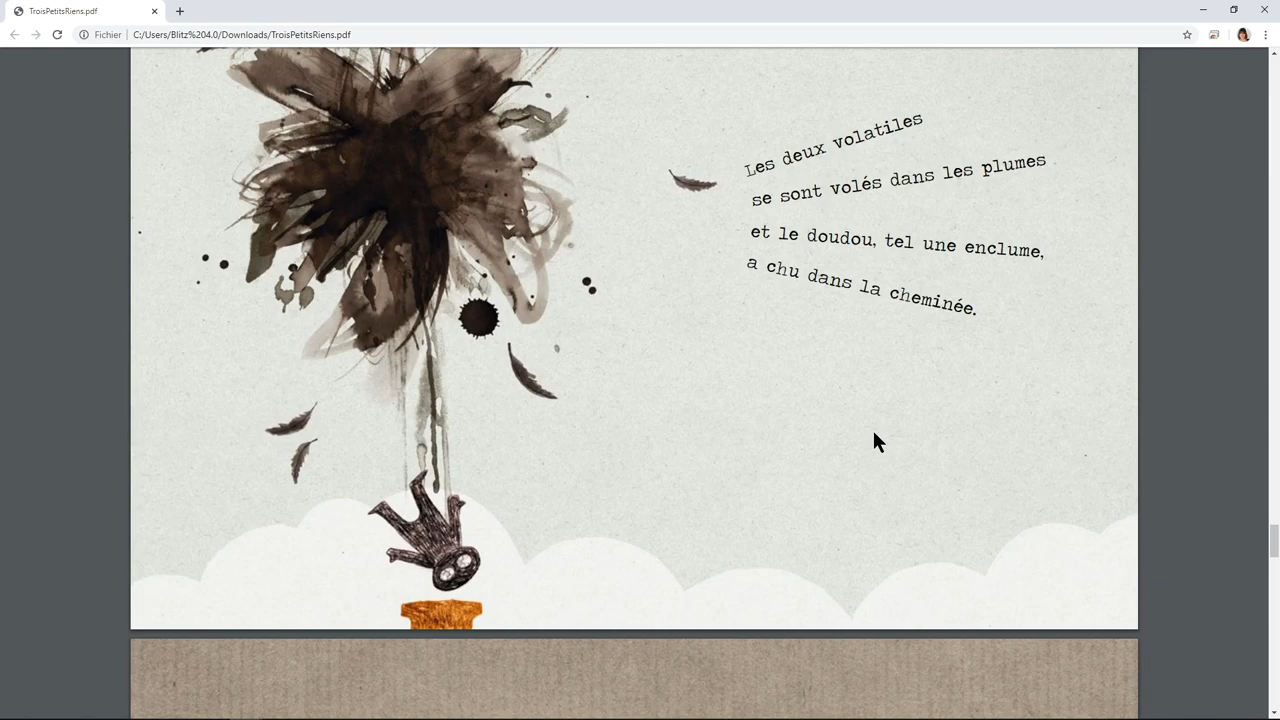 TroisPetitsRiens.pdf
Fichier
C:/Users/Blitz%204.0/Downloads/TroisPetitsRiens.pdf
Les deux volatiles
se sont volés dans les plumes
et le doudou, tel une enclume,
a chu dans la cheminée.